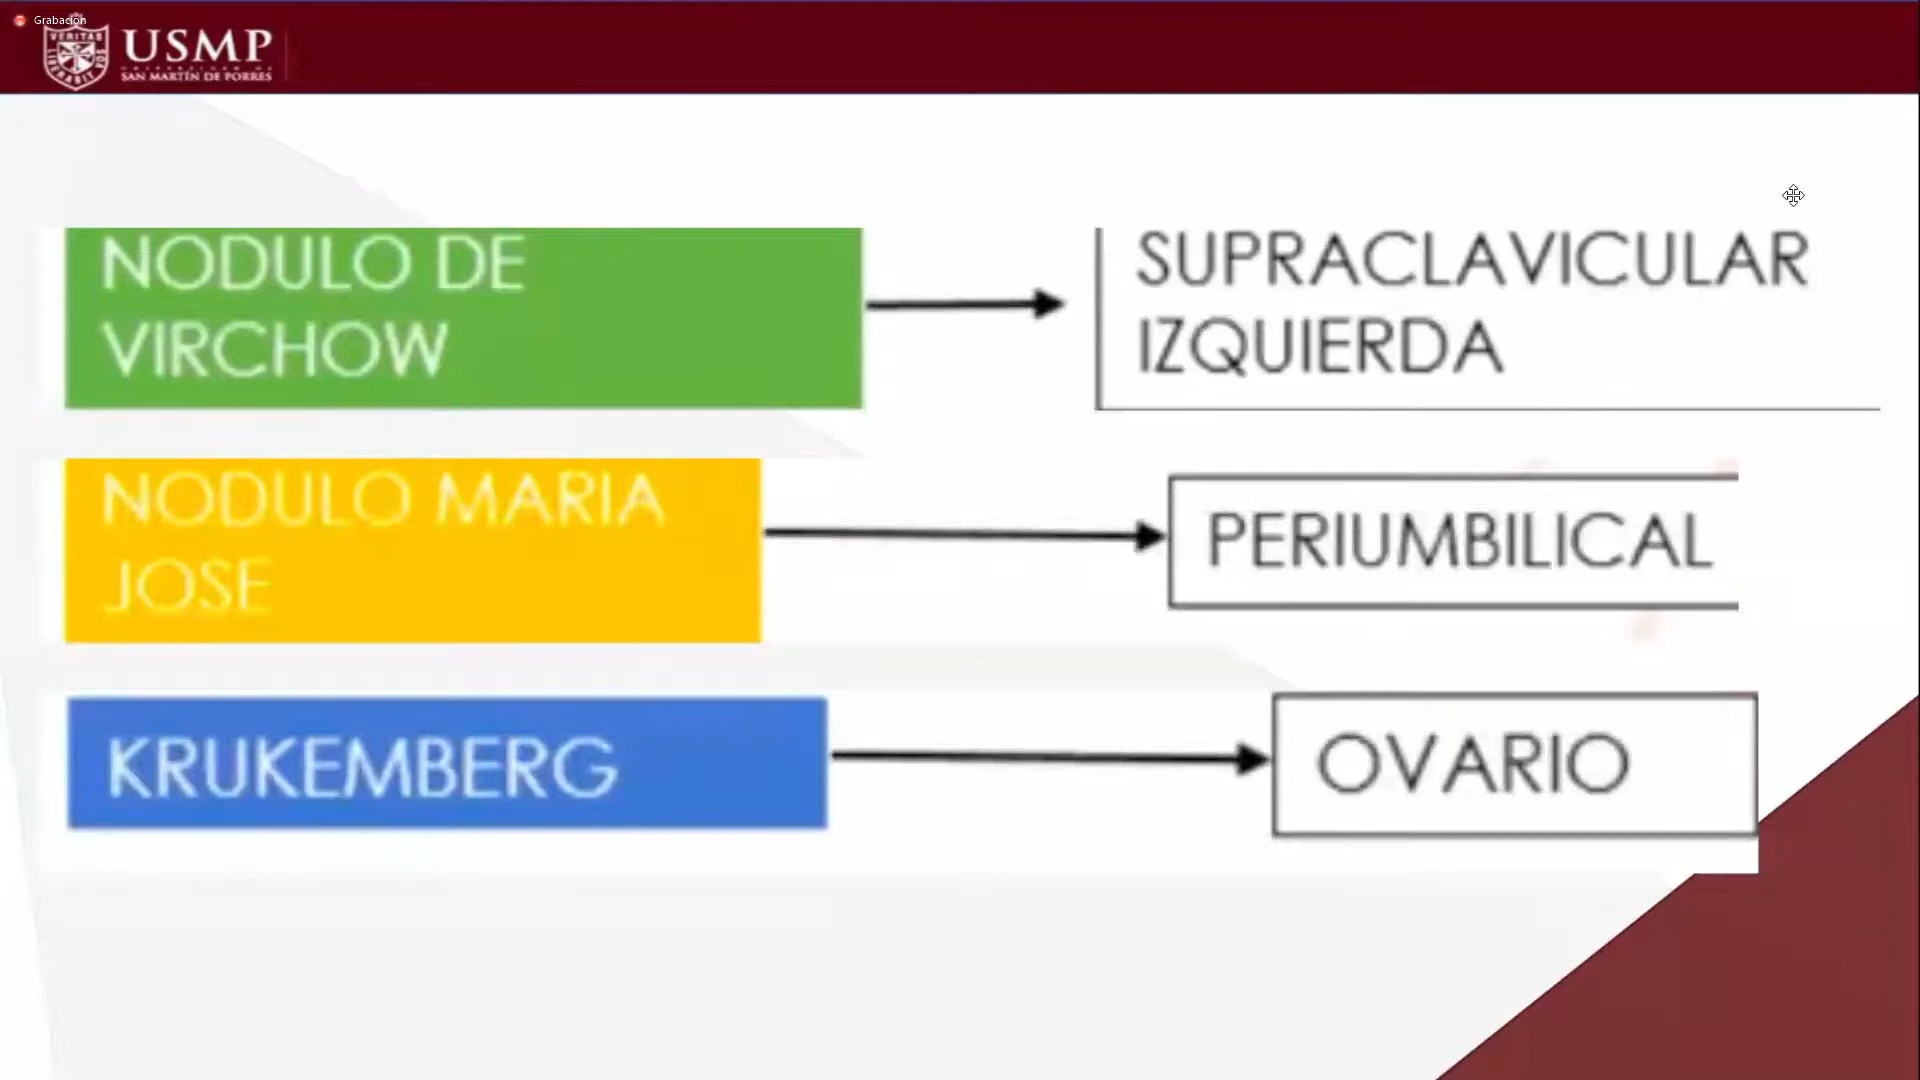 Grabación
USMP
SAN MARTÍN DE PORRES
NODULO DE
VIRCHOW
SUPRACLAVICULAR
IZQUIERDA
NODULO MARIA
JOSE
PERIUMBILICAL
KRUKEMBERG
OVARIO